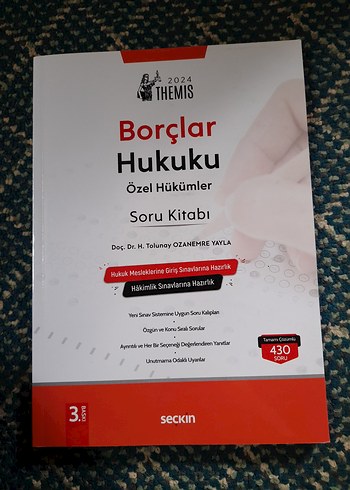 2024
THEMIS
Borçlar
Hukuku
Özel Hükümler
Soru Kitabı
Doç. Dr. H. Tolunay OZANEMRE YAYLA
Hukuk Mesleklerine Giriş Sınavlarına Hazırlık
Hâkimlik Sınavlarına Hazırlık
Yeni Sınav Sistemine Uygun Soru Kalıpları
Özgün ve Konu Sıralı Sorular
Ayrıntılı ve Her Bir Seçeneği Değerlendiren Yanıtlar
Unutmama Odaklı Uyarılar
Tamamı Çözümlü
430
SORU
3. BASKI
seçkin